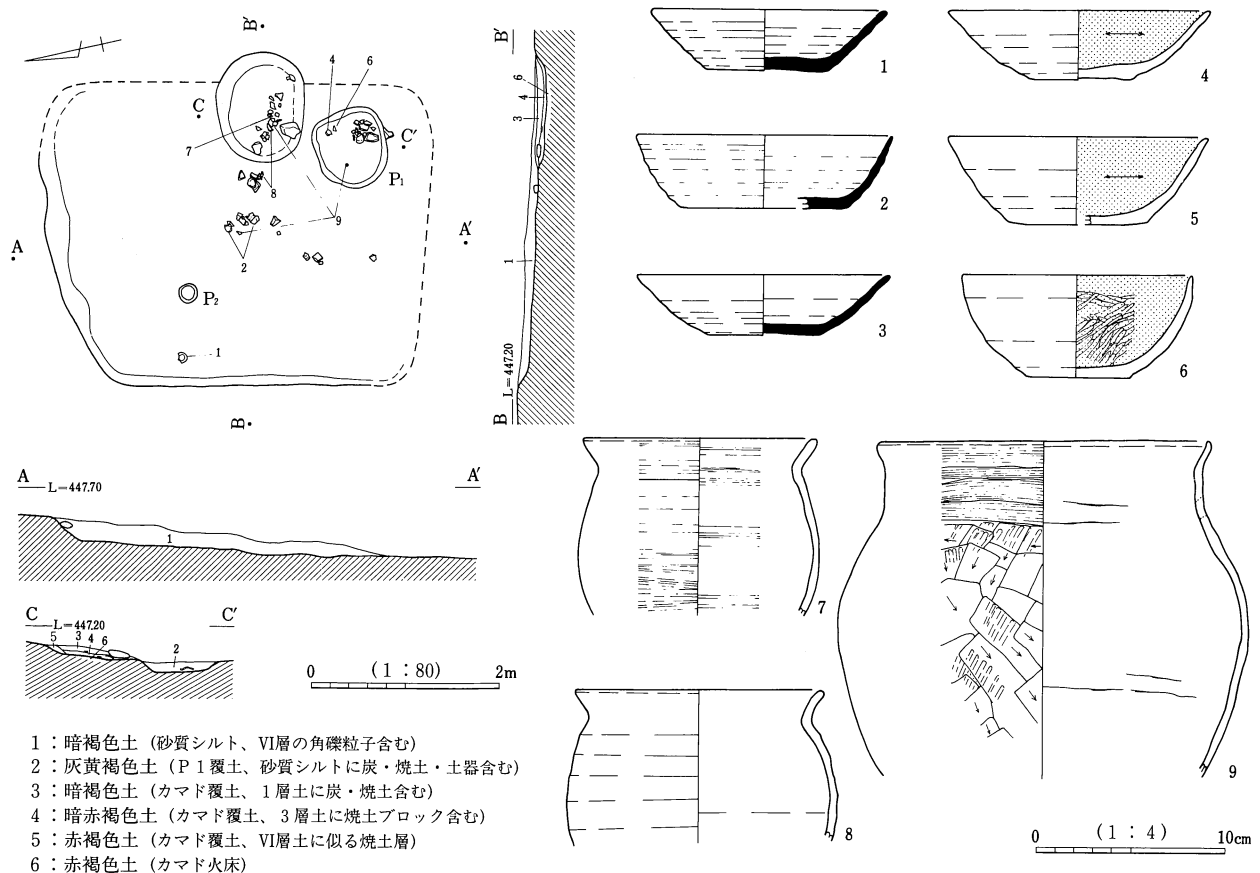 B′
4 6
C
C′
7
P1
8
9
A
A′
2
P2
1
B
B′
6
4
3
1
L=447.20
B
A
L=447.70
A′
1
C
L=447.20
C′
5 3 4 6
2
0 (1：80) 2m
1：暗褐色土（砂質シルト、Ⅵ層の角礫粒子含む）
2：灰黄褐色土（P1覆土、砂質シルトに炭・焼土・土器含む）
3：暗褐色土（カマド覆土、1層土に炭・焼土含む）
4：暗赤褐色土（カマド覆土、3層土に焼土ブロック含む）
5：赤褐色土（カマド覆土、Ⅵ層土に似る焼土層）
6：赤褐色土（カマド火床）
1
2
3
4
5
6
7
8
9
0 (1：4) 10cm